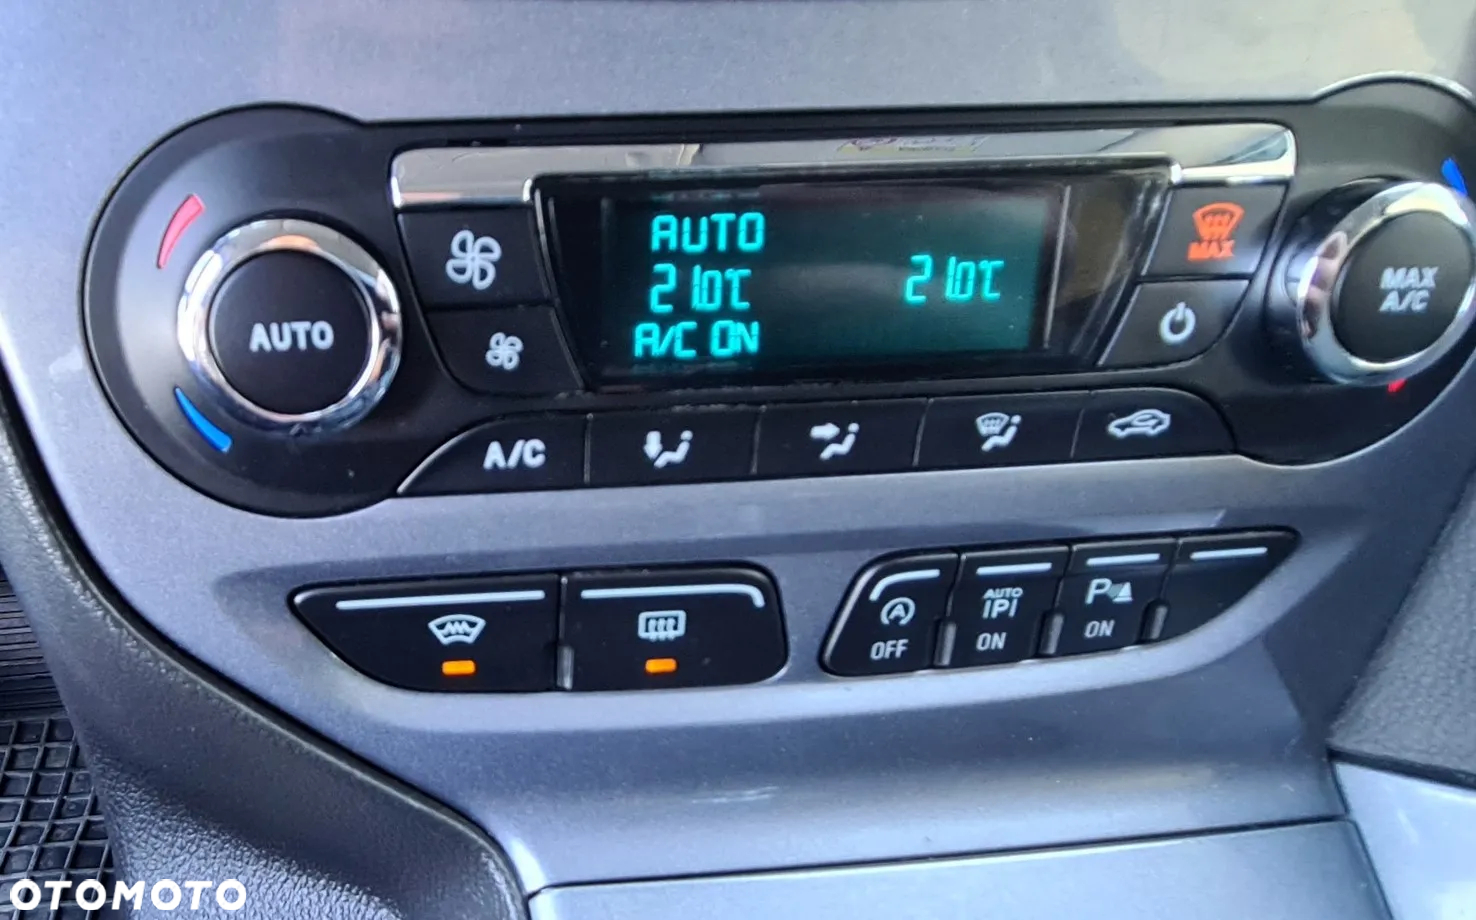 AUTO
21.0°C 21.0°C
A/C ON
MAX
AUTO
MAX
A/C
A/C
A OFF
AUTO
P
ON
P
ON
OTOMOTO